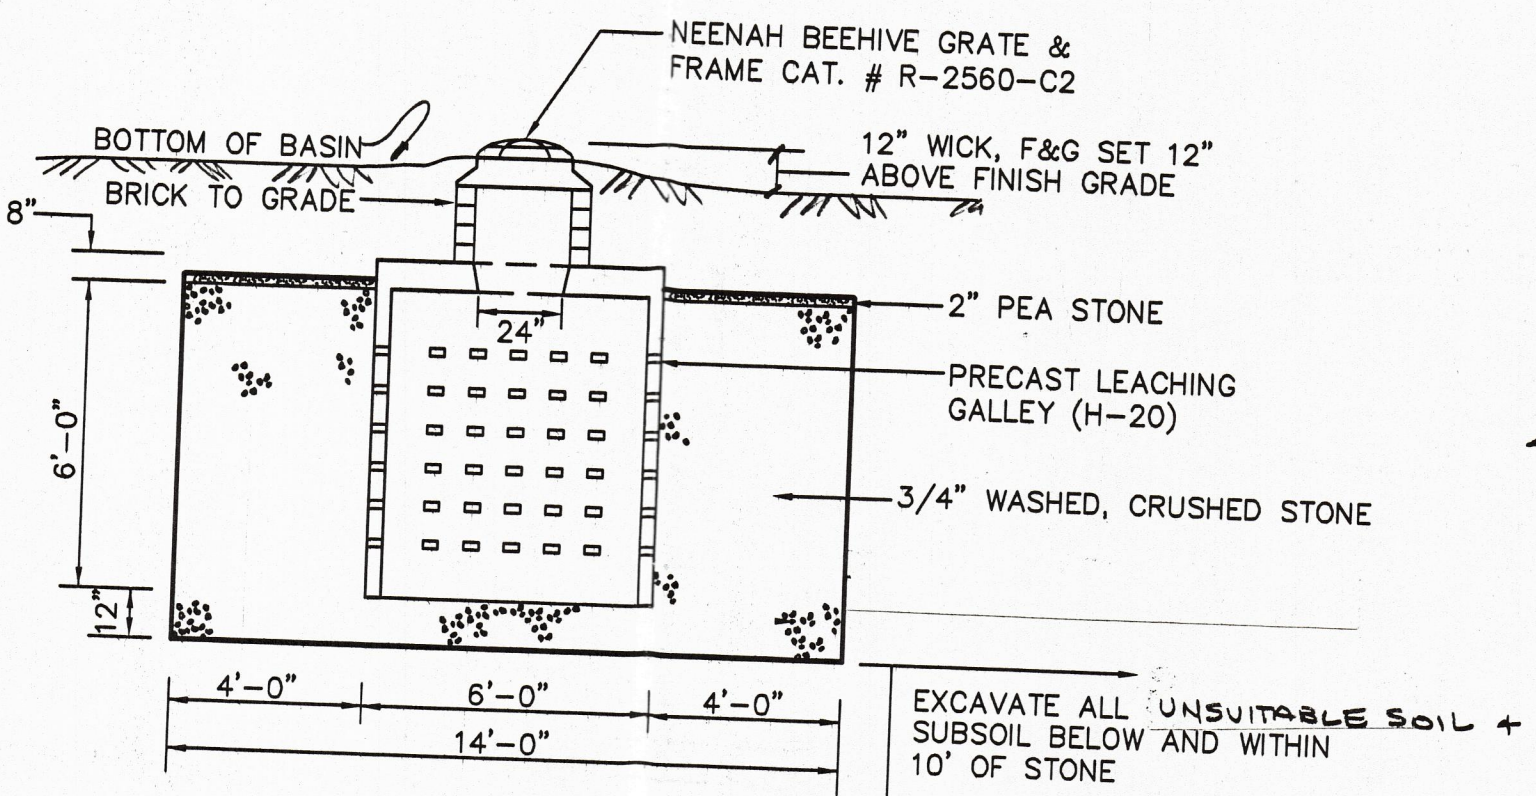 NEENAH BEEHIVE GRATE &
FRAME CAT. # R-2560-C2
BOTTOM OF BASIN
12" WICK, F&G SET 12"
ABOVE FINISH GRADE
BRICK TO GRADE
8"
24"
2" PEA STONE
PRECAST LEACHING
GALLEY (H-20)
6'-0"
3/4" WASHED, CRUSHED STONE
12"
4'-0"
6'-0"
4'-0"
14'-0"
EXCAVATE ALL UNSUITABLE SOIL +
SUBSOIL BELOW AND WITHIN
10' OF STONE